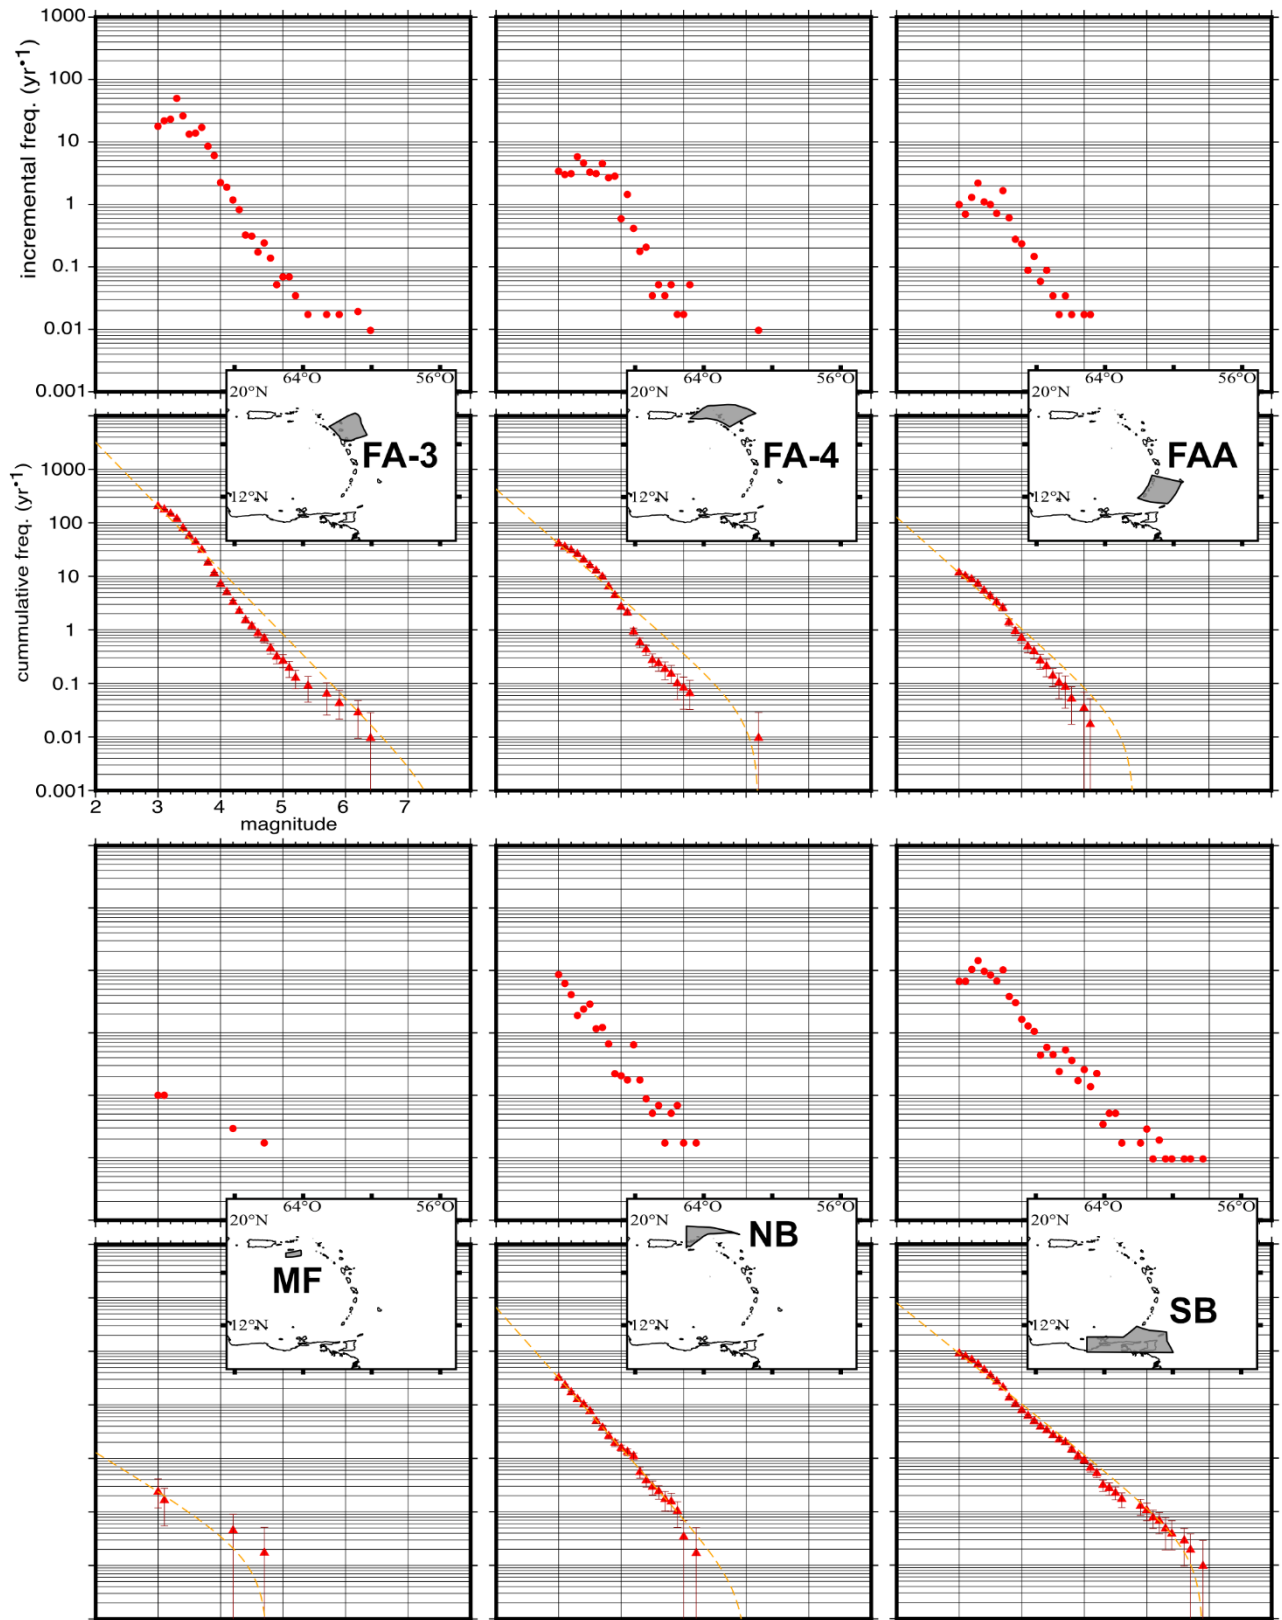 1000
100
10
1
0.1
0.01
0.001
incremental freq. (yr•1)
64°O
56°O
20°N
12°N
FA-3
64°O
56°O
20°N
12°N
FA-4
64°O
56°O
20°N
12°N
FAA
1000
100
10
1
0.1
0.01
0.001
cummulative freq. (yr•1)
2 3 4 5 6 7
magnitude
64°O
56°O
20°N
12°N
MF
64°O
56°O
20°N
12°N
NB
64°O
56°O
20°N
12°N
SB